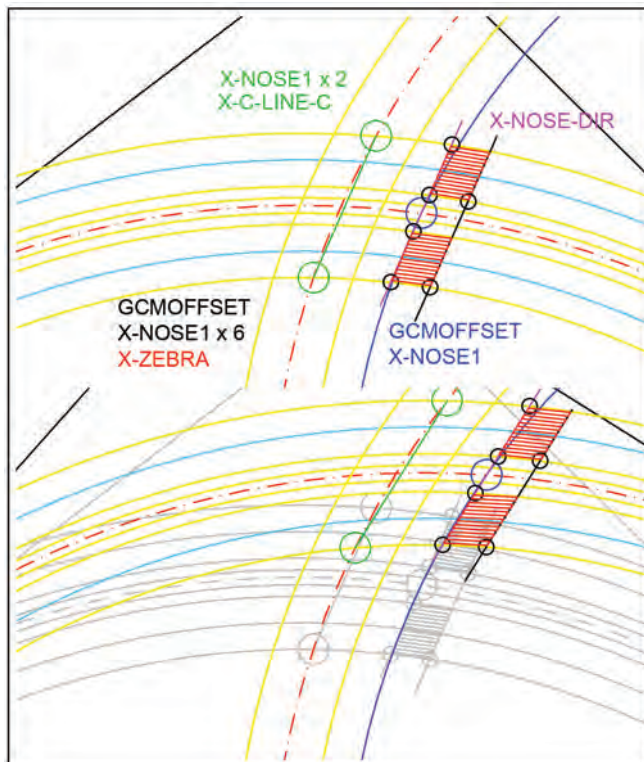 X-NOSE1 x 2
X-C-LINE-C
X-NOSE-DIR
GCMOFFSET
X-NOSE1 x 6
X-ZEBRA
GCMOFFSET
X-NOSE1